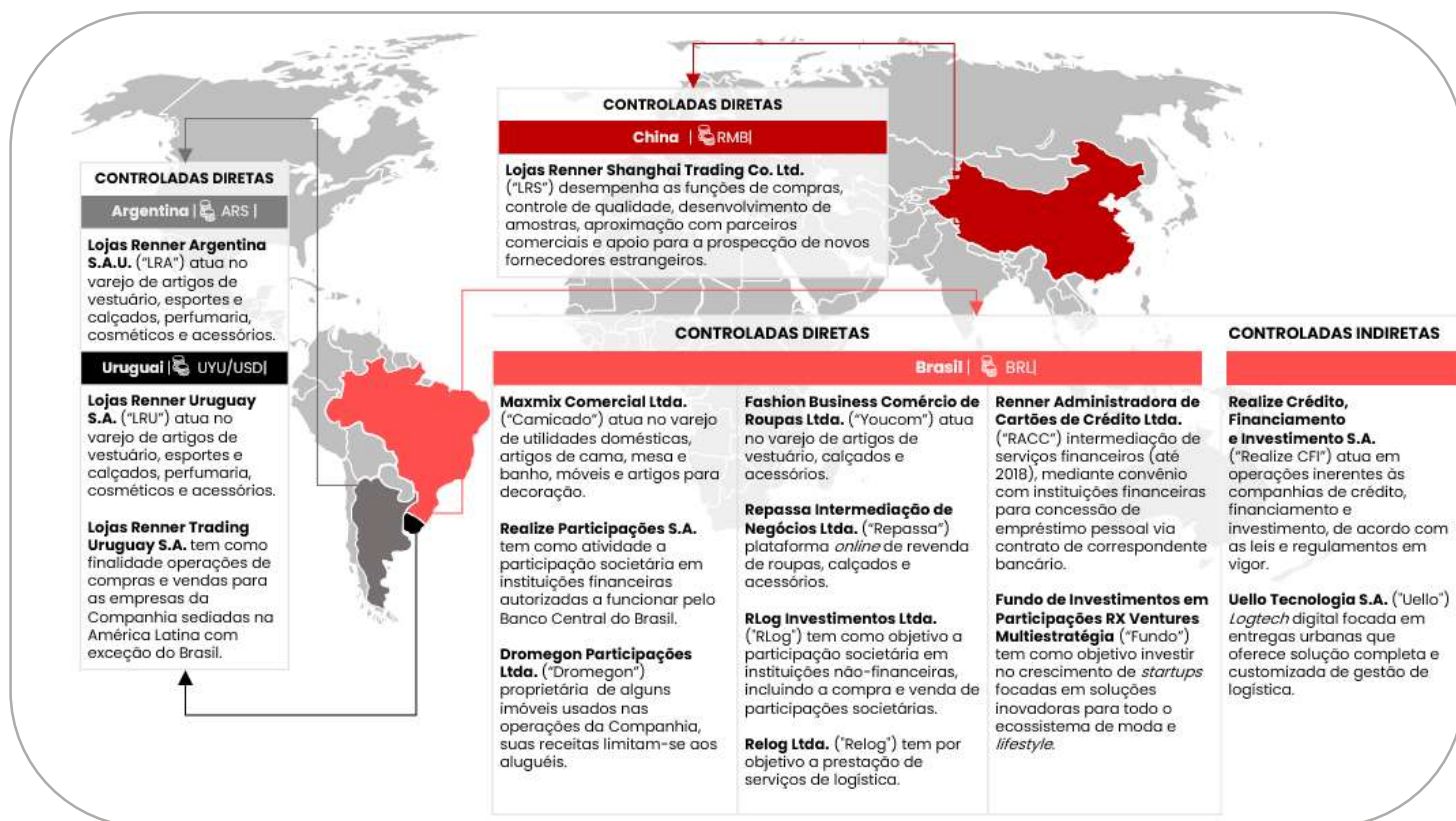 CONTROLADAS DIRETAS
China | RMB|
Lojas Renner Shanghai Trading Co. Ltd.
("LRS") desempenha as funções de compras,
controle de qualidade, desenvolvimento de
amostras, aproximação com parceiros
comerciais e apoio para a prospecção de novos
fornecedores estrangeiros.
CONTROLADAS DIRETAS
Argentina | ARS |
Lojas Renner Argentina
S.A.U. ("LRA") atua no
varejo de artigos de
vestuário, esportes e
calçados, perfumaria,
cosméticos e acessórios.
Uruguai | UYU/USD|
Lojas Renner Uruguay
S.A. ("LRU") atua no
varejo de artigos de
vestuário, esportes e
calçados, perfumaria,
cosméticos e acessórios.
Lojas Renner Trading
Uruguay S.A. tem como
finalidade operações de
compras e vendas para
as empresas da
Companhia sediadas na
América Latina com
exceção do Brasil.
CONTROLADAS DIRETAS
Brasil | BRL|
Maxmix Comercial Ltda.
("Camicado") atua no varejo
de utilidades domésticas,
artigos de cama, mesa e
banho, móveis e artigos para
decoração.
Realize Participações S.A.
tem como atividade a
participação societária em
instituições financeiras
autorizadas a funcionar pelo
Banco Central do Brasil.
Dromegon Participações
Ltda. ("Dromegon")
proprietária de alguns
imóveis usados nas
operações da Companhia,
suas receitas limitam-se aos
aluguéis.
Fashion Business Comércio de
Roupas Ltda. ("Youcom") atua
no varejo de artigos de
vestuário, calçados e
acessórios.
Repassa Intermediação de
Negócios Ltda. ("Repassa")
plataforma online de revenda
de roupas, calçados e
acessórios.
RLog Investimentos Ltda.
("RLog") tem como objetivo a
participação societária em
instituições não-financeiras,
incluindo a compra e venda de
participações societárias.
Relog Ltda. ("Relog") tem por
objetivo a prestação de
serviços de logística.
Renner Administradora de
Cartões de Crédito Ltda.
("RACC") intermediação de
serviços financeiros (até
2018), mediante convênio
com instituições financeiras
para concessão de
empréstimo pessoal via
contrato de correspondente
bancário.
Fundo de Investimentos em
Participações RX Ventures
Multiestratégia ("Fundo")
tem como objetivo investir
no crescimento de startups
focadas em soluções
inovadoras para todo o
ecossistema de moda e
lifestyle.
CONTROLADAS INDIRETAS
Realize Crédito,
Financiamento
e Investimento S.A.
("Realize CFI") atua em
operações inerentes às
companhias de crédito,
financiamento e
investimento, de acordo com
as leis e regulamentos em
vigor.
Uello Tecnologia S.A. ("Uello")
Logtech digital focada em
entregas urbanas que
oferece solução completa e
customizada de gestão de
logística.